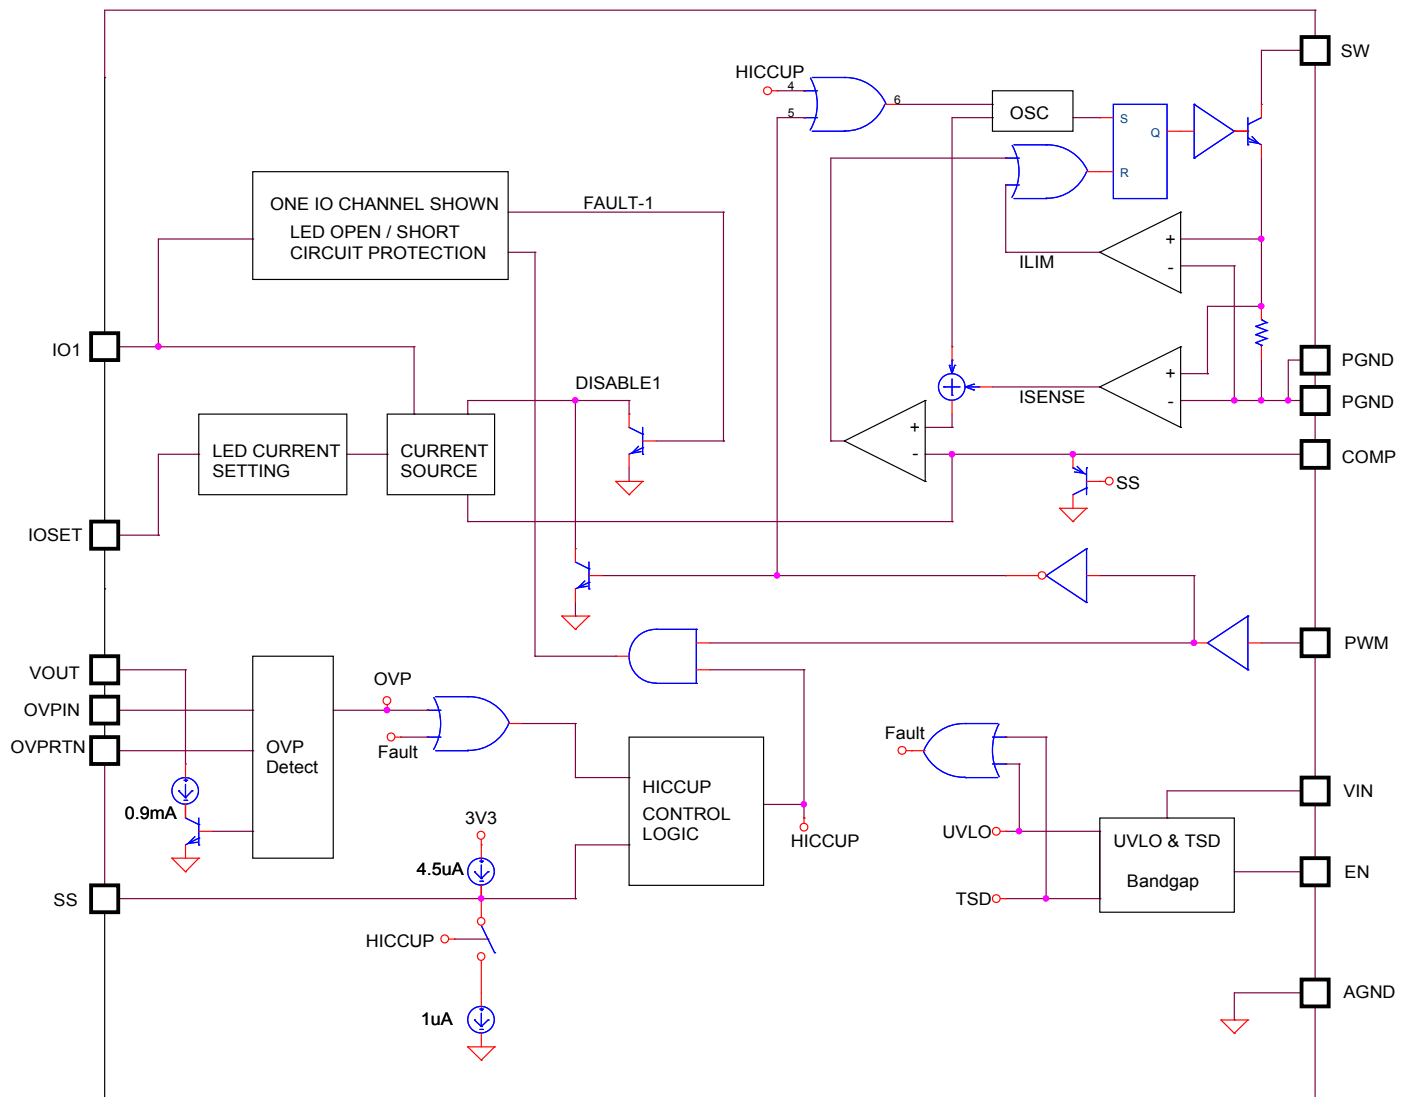 SW
HICCUP
4
5
6
OSC
S
Q
R
ONE IO CHANNEL SHOWN
LED OPEN / SHORT
CIRCUIT PROTECTION
FAULT-1
+
-
ILIM
IO1
PGND
DISABLE1
+
-
ISENSE
PGND
LED CURRENT
SETTING
CURRENT
SOURCE
+
-
COMP
SS
IOSET
PWM
VOUT
OVPIN
OVPRTN
OVP
Detect
OVP
Fault
HICCUP
CONTROL
LOGIC
HICCUP
Fault
VIN
0.9mA
3V3
4.5uA
UVLO
UVLO & TSD
Bandgap
EN
TSD
SS
HICCUP
1uA
AGND